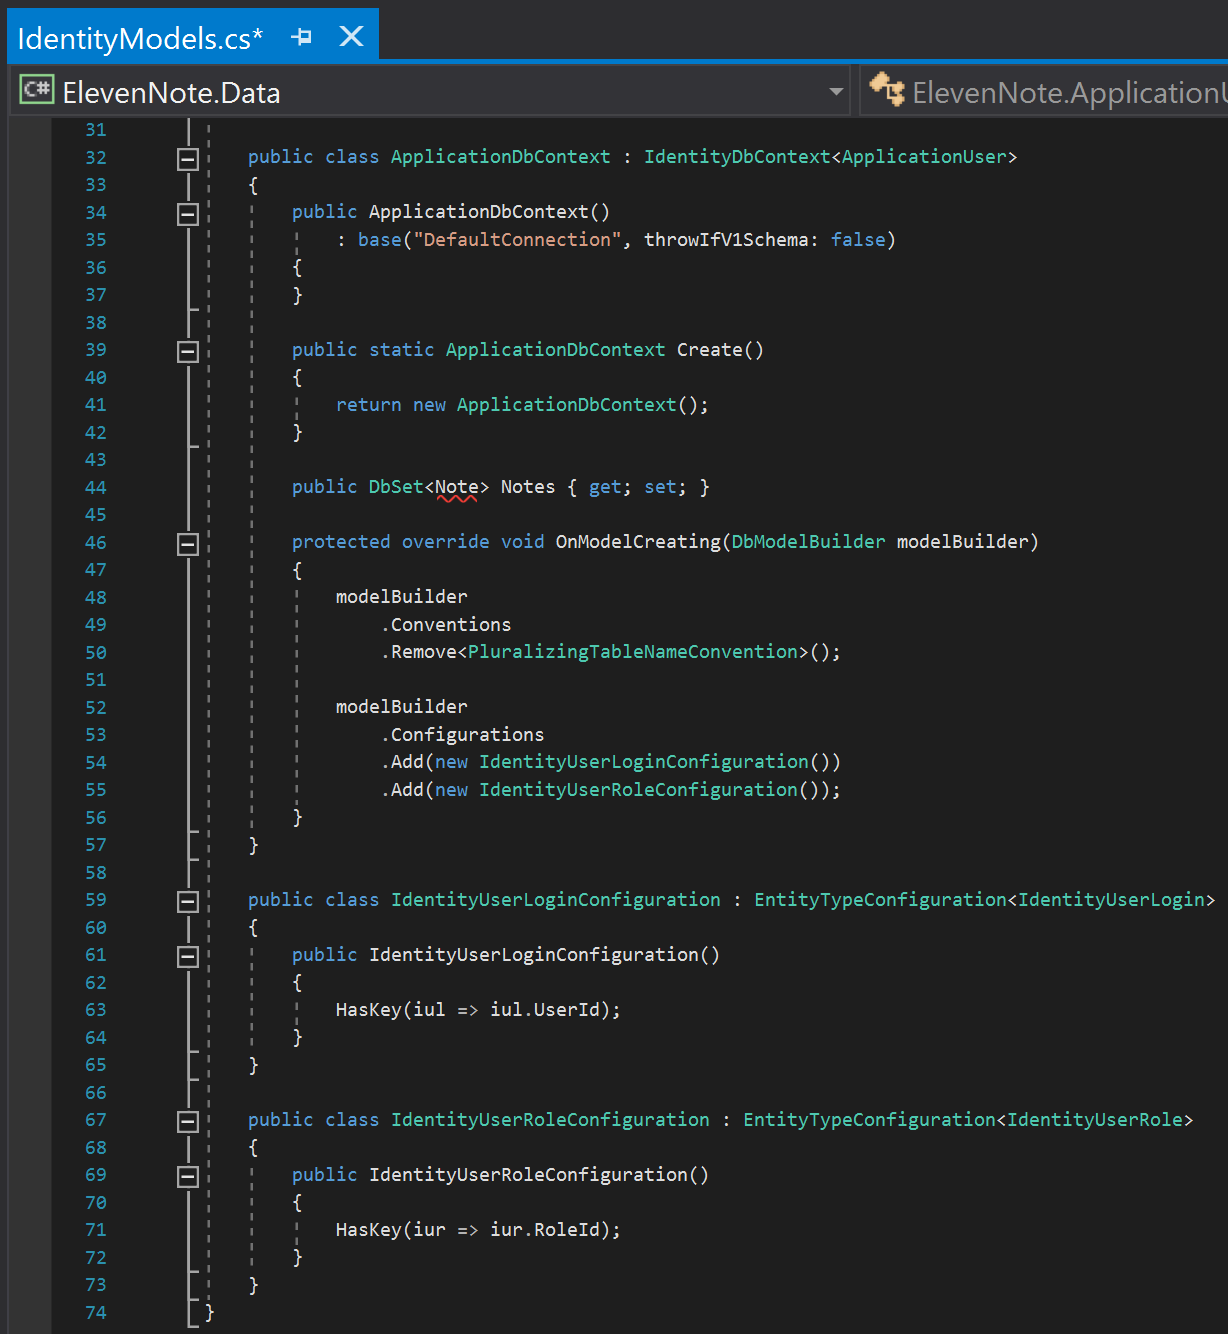 IdentityModels.cs*
C# ElevenNote.Data ElevenNote.ApplicationU
31
32 public class ApplicationDbContext : IdentityDbContext<ApplicationUser>
33 {
34 public ApplicationDbContext()
35 : base("DefaultConnection", throwIfV1Schema: false)
36 {
37 }
38
39 public static ApplicationDbContext Create()
40 {
41 return new ApplicationDbContext();
42 }
43
44 public DbSet<Note> Notes { get; set; }
45
46 protected override void OnModelCreating(DbModelBuilder modelBuilder)
47 {
48 modelBuilder
49 .Conventions
50 .Remove<PluralizingTableNameConvention>();
51
52 modelBuilder
53 .Configurations
54 .Add(new IdentityUserLoginConfiguration())
55 .Add(new IdentityUserRoleConfiguration());
56 }
57 }
58
59 public class IdentityUserLoginConfiguration : EntityTypeConfiguration<IdentityUserLogin>
60 {
61 public IdentityUserLoginConfiguration()
62 {
63 HasKey(iul => iul.UserId);
64 }
65 }
66
67 public class IdentityUserRoleConfiguration : EntityTypeConfiguration<IdentityUserRole>
68 {
69 public IdentityUserRoleConfiguration()
70 {
71 HasKey(iur => iur.RoleId);
72 }
73 }
74 }